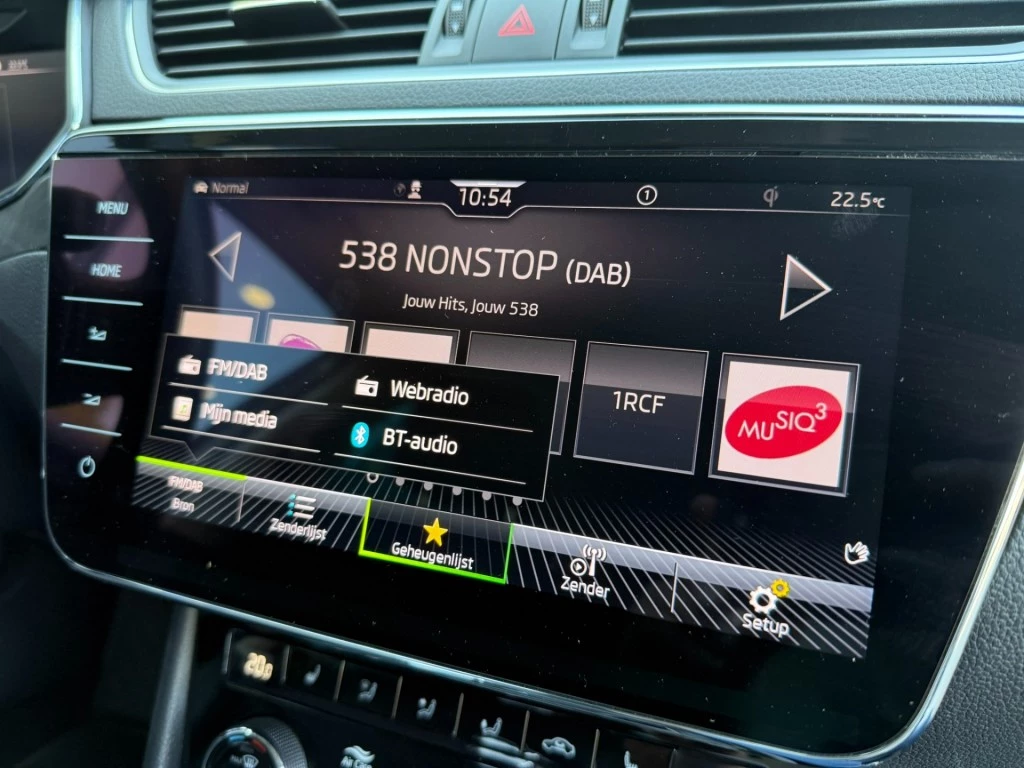 Normal
10:54
1
22.5°C
MENU
538 NONSTOP (DAB)
HOME
Jouw Hits, Jouw 538
FM/DAB
Webradio
1RCF
MUSIQ3
Mijn media
BT-audio
FM/DAB
Bron
Zenderlijst
Geheugenlijst
Zender
Setup
20.0